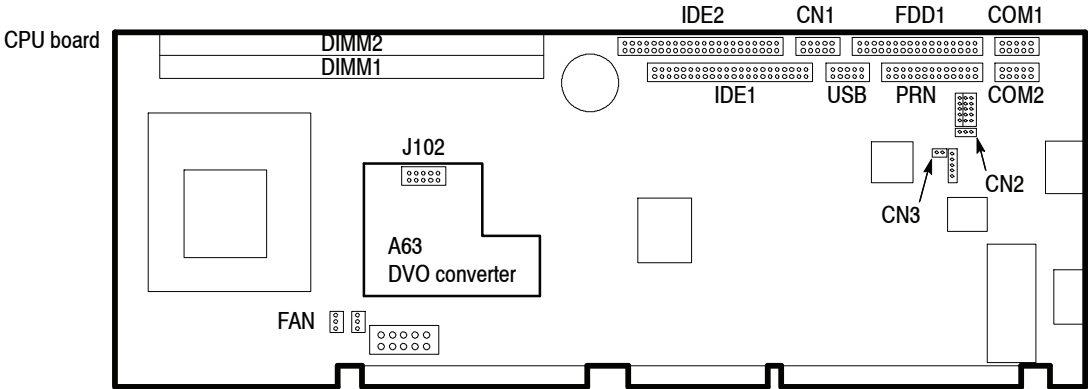 IDE2 CN1 FDD1 COM1
CPU board
DIMM2
DIMM1
IDE1 USB PRN COM2
J102
CN2
CN3
A63
DVO converter
FAN